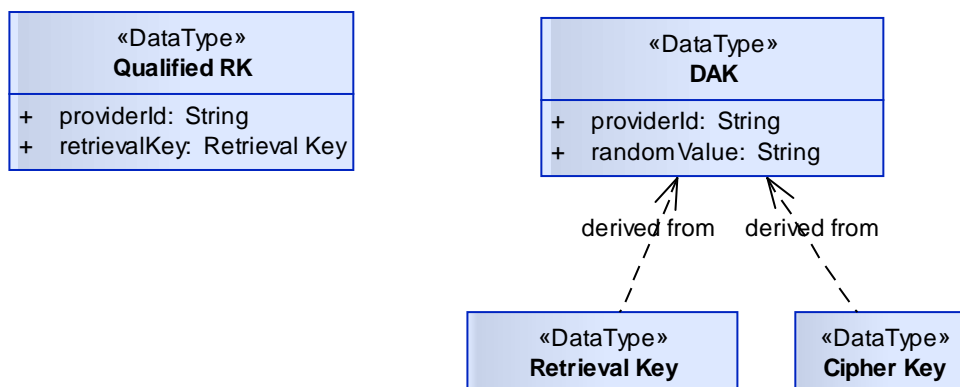 «DataType»
Qualified RK
+ providerId: String
+ retrievalKey: Retrieval Key
«DataType»
DAK
+ providerId: String
+ randomValue: String
derived from
derived from
«DataType»
Retrieval Key
«DataType»
Cipher Key